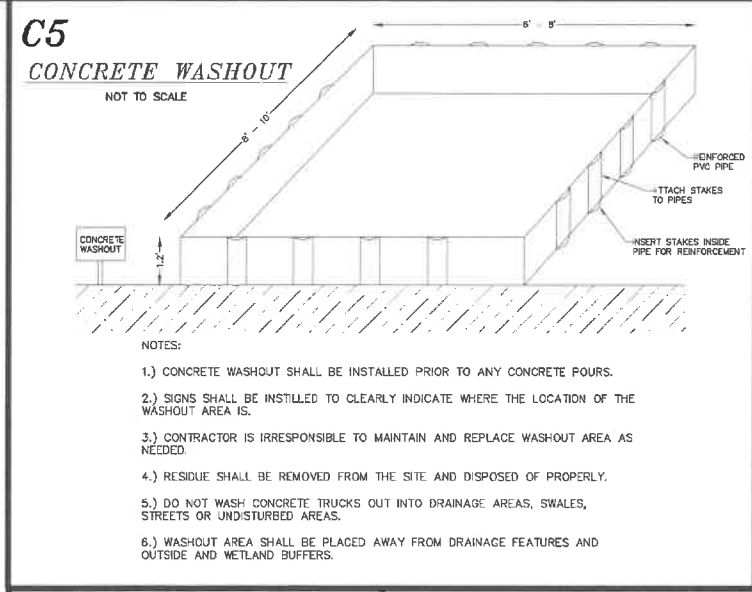 C5
CONCRETE WASHOUT
NOT TO SCALE
6' - 8'
8' - 10'
1.2'
CONCRETE
WASHOUT
REINFORCED
PVC PIPE
ATTACH STAKES
TO PIPES
INSERT STAKES INSIDE
PIPE FOR REINFORCEMENT
NOTES:
1.) CONCRETE WASHOUT SHALL BE INSTALLED PRIOR TO ANY CONCRETE POURS.
2.) SIGNS SHALL BE INSTILLED TO CLEARLY INDICATE WHERE THE LOCATION OF THE
WASHOUT AREA IS.
3.) CONTRACTOR IS IRRESPONSIBLE TO MAINTAIN AND REPLACE WASHOUT AREA AS
NEEDED.
4.) RESIDUE SHALL BE REMOVED FROM THE SITE AND DISPOSED OF PROPERLY.
5.) DO NOT WASH CONCRETE TRUCKS OUT INTO DRAINAGE AREAS, SWALES,
STREETS OR UNDISTURBED AREAS.
6.) WASHOUT AREA SHALL BE PLACED AWAY FROM DRAINAGE FEATURES AND
OUTSIDE AND WETLAND BUFFERS.